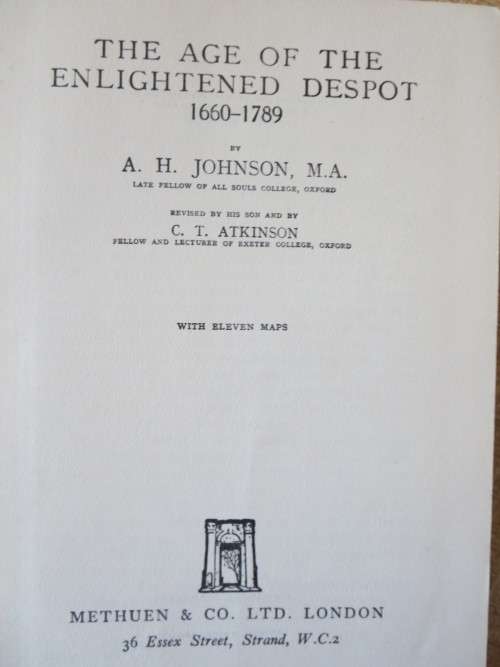 THE AGE OF THE
ENLIGHTENED DESPOT
1660–1789
BY
A. H. JOHNSON, M.A.
LATE FELLOW OF ALL SOULS COLLEGE, OXFORD
REVISED BY HIS SON AND BY
C. T. ATKINSON
FELLOW AND LECTURER OF EXETER COLLEGE, OXFORD
WITH ELEVEN MAPS
METHUEN & CO. LTD. LONDON
36 Essex Street, Strand, W.C.2